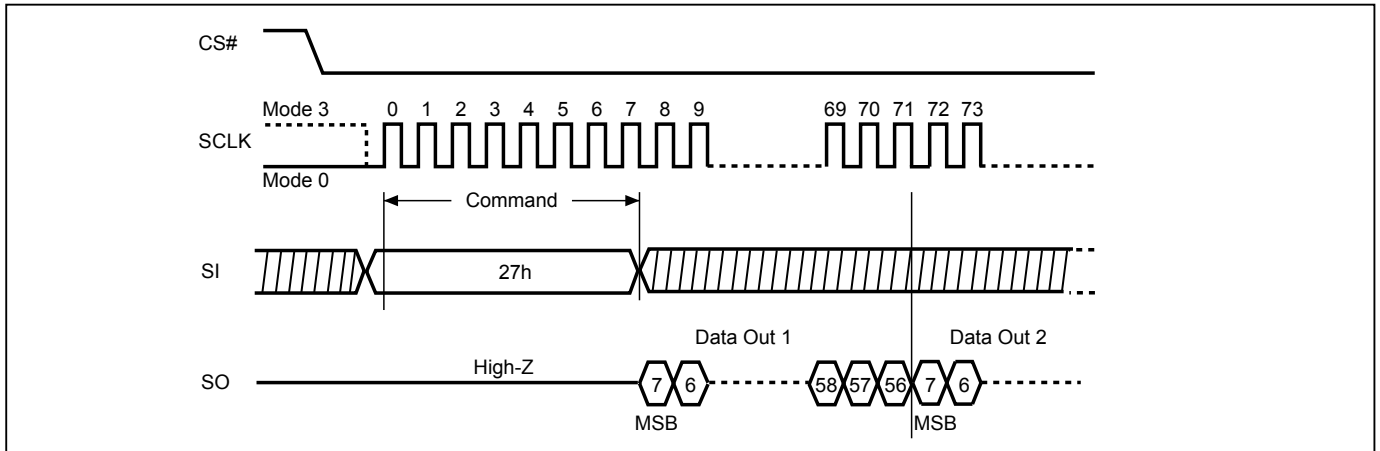 CS#
Mode 3 0 1 2 3 4 5 6 7 8 9 69 70 71 72 73
SCLK
Mode 0
Command
SI 27h
Data Out 1 Data Out 2
SO High-Z 7 6 58 57 56 7 6
MSB MSB